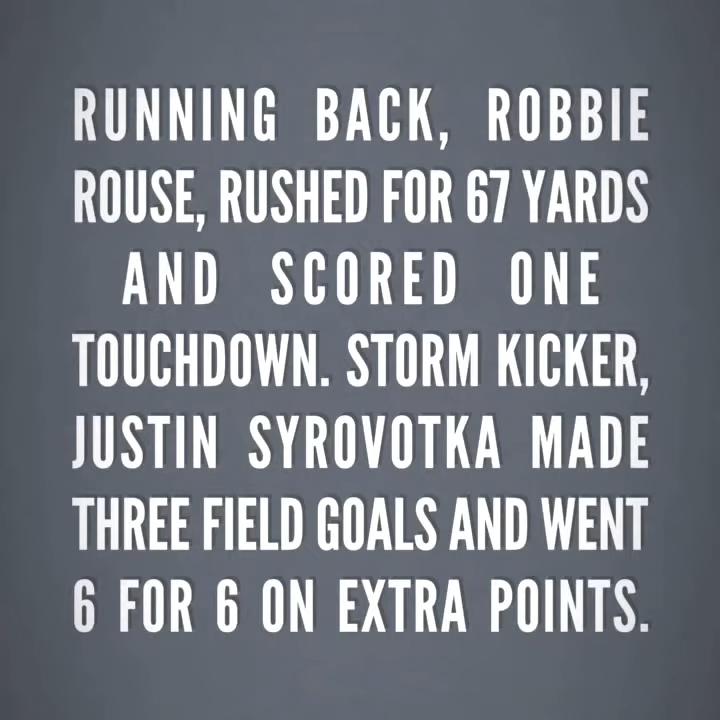 RUNNING BACK, ROBBIE
ROUSE, RUSHED FOR 67 YARDS
AND SCORED ONE
TOUCHDOWN. STORM KICKER,
JUSTIN SYROVOTKA MADE
THREE FIELD GOALS AND WENT
6 FOR 6 ON EXTRA POINTS.